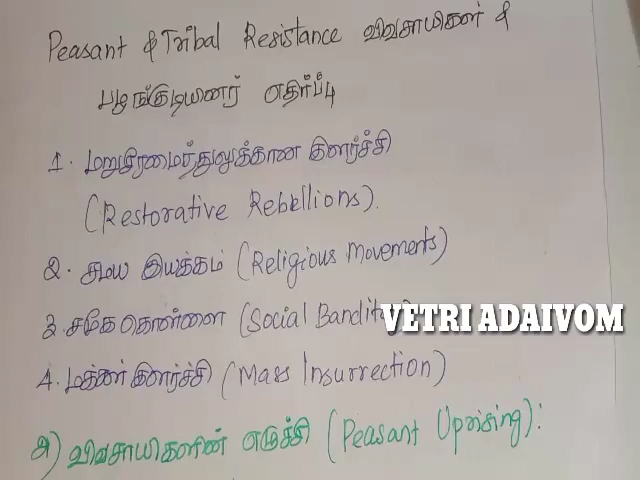 Peasant & Tribal Resistance விவசாயிகள் &
பழங்குடியினர் எதிர்ப்பு
1. மறுசீரமைத்தலுக்கான கிளர்ச்சி
(Restorative Rebellions).
2. சமய இயக்கம் (Religious Movements)
3. சமூக கொள்ளை (Social
VETRI ADAIVOM
4. மக்கள் கிளர்ச்சி (Mass Insurrection)
அ) விவசாயிகளின் எழுச்சி (Peasant Uprising):